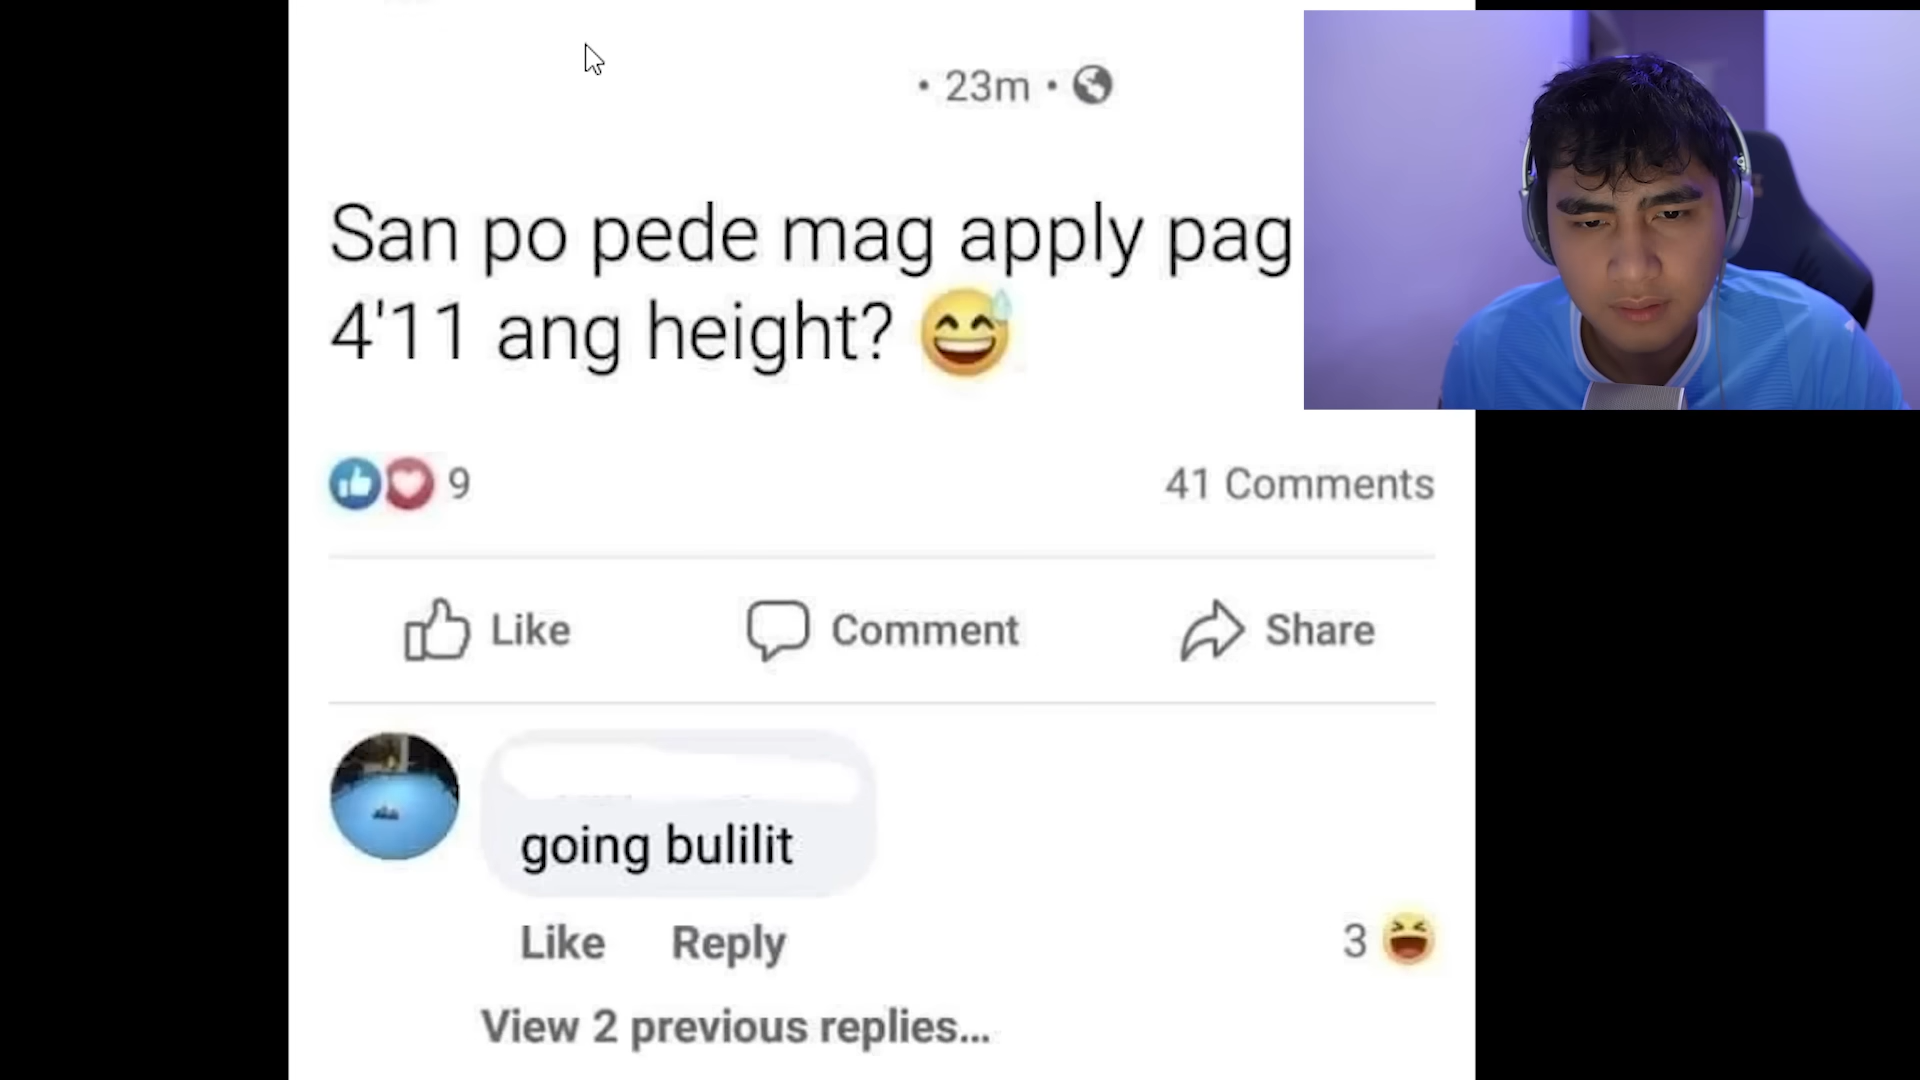 • 23m •
San po pede mag apply pag
4'11 ang height? 😅
9
41 Comments
Like
Comment
Share
going bulilit
Like
Reply
3
View 2 previous replies...